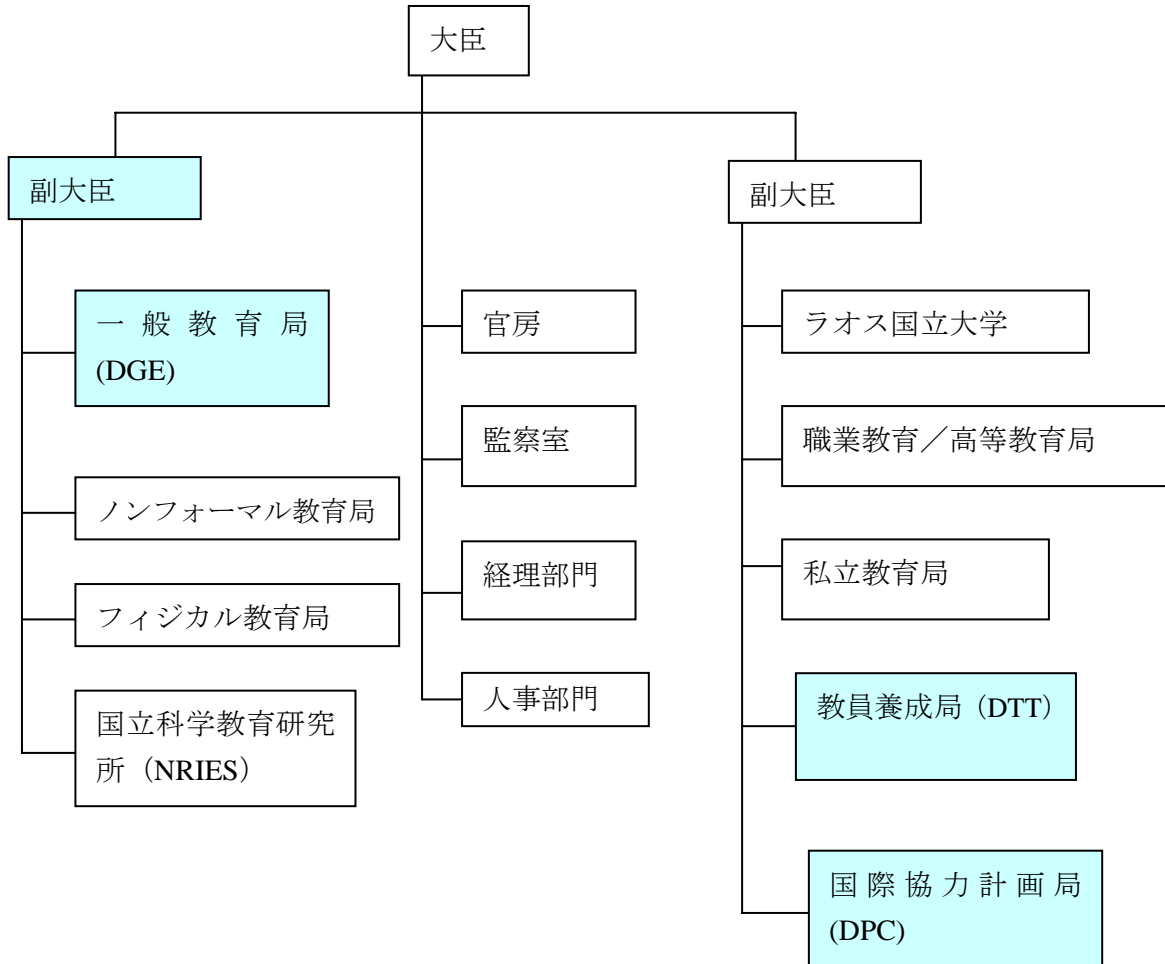 大臣
副大臣
副大臣
一般教育局
(DGE)
ノンフォーマル教育局
フィジカル教育局
国立科学教育研究
所（NRIES）
官房
監察室
経理部門
人事部門
ラオス国立大学
職業教育／高等教育局
私立教育局
教員養成局（DTT）
国際協力計画局
(DPC)